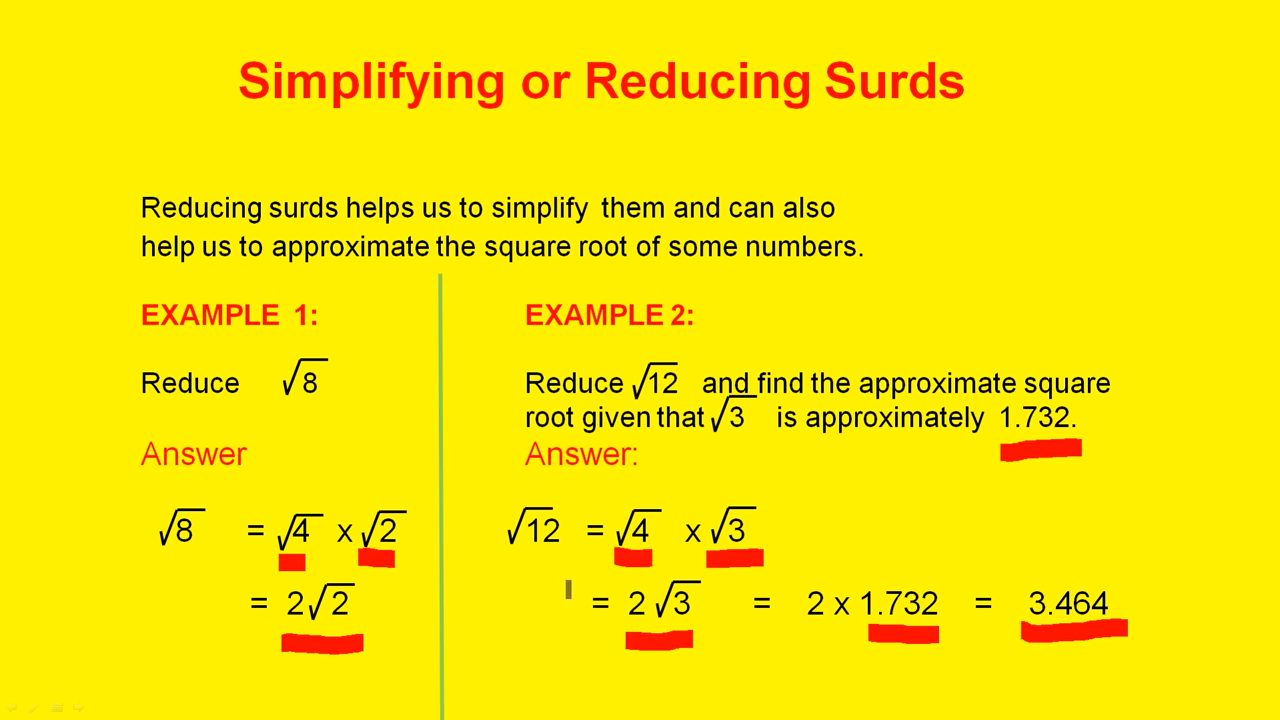 Simplifying or Reducing Surds
Reducing surds helps us to simplify them and can also
help us to approximate the square root of some numbers.
EXAMPLE 1:
Reduce √8
Answer
√8 = √4 x √2
= 2√2
EXAMPLE 2:
Reduce √12 and find the approximate square
root given that √3 is approximately 1.732.
Answer:
√12 = √4 x √3
= 2 √3 = 2 x 1.732 = 3.464